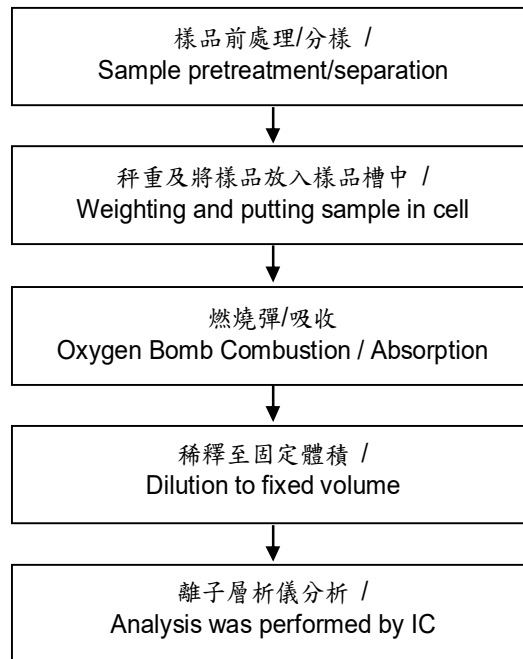 樣品前處理/分樣 /
Sample pretreatment/separation
秤重及將樣品放入樣品槽中 /
Weighting and putting sample in cell
燃燒彈/吸收
Oxygen Bomb Combustion / Absorption
稀釋至固定體積 /
Dilution to fixed volume
離子層析儀分析 /
Analysis was performed by IC